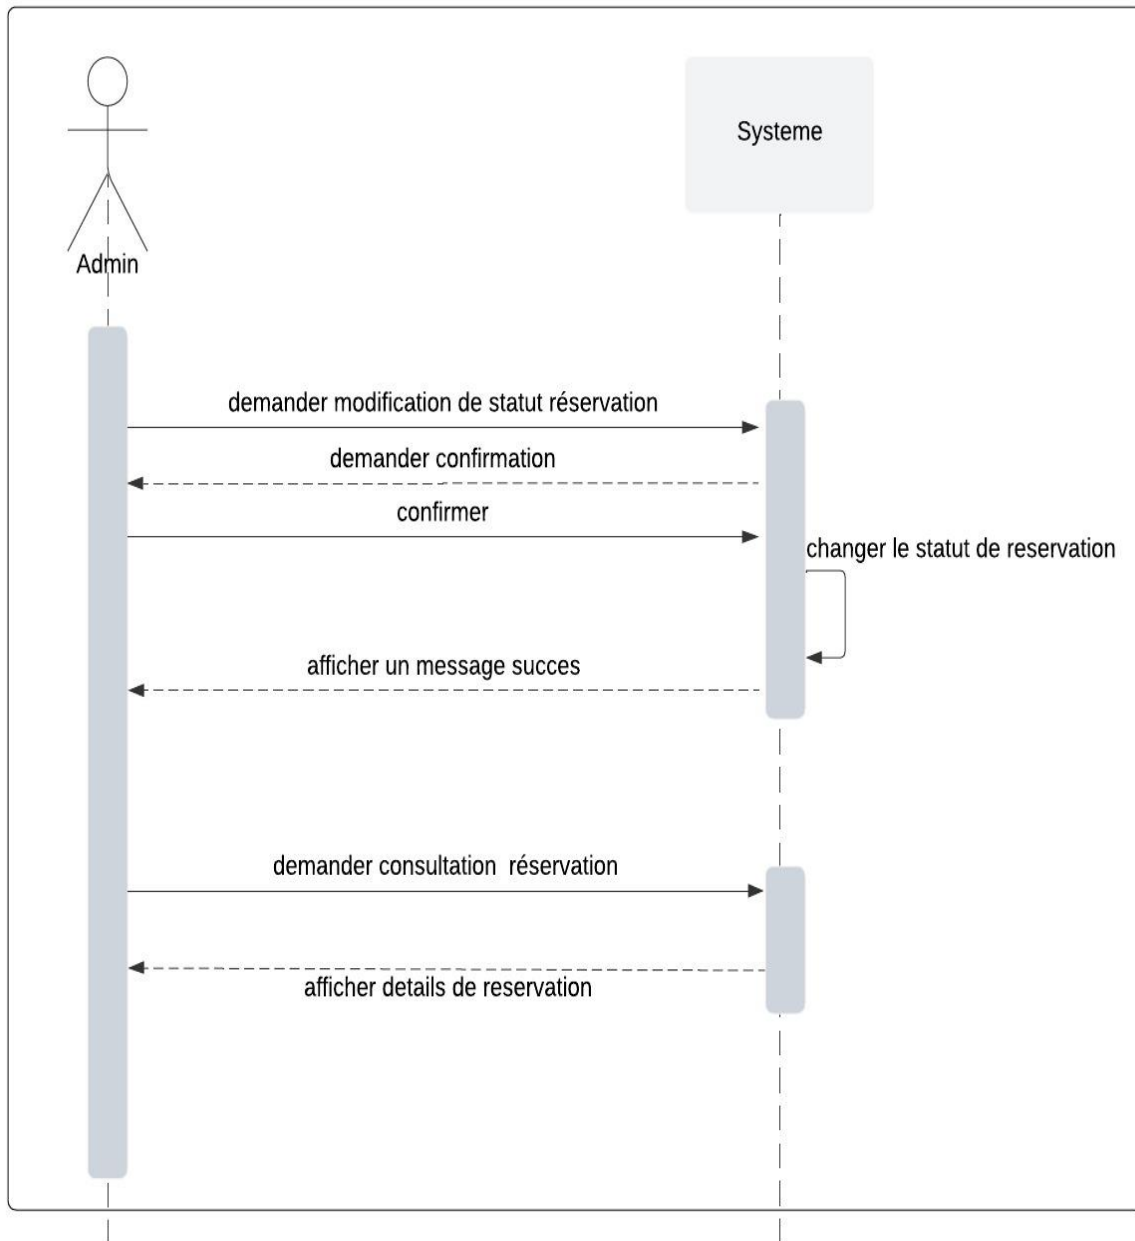 Systeme
Admin
demander modification de statut réservation
demander confirmation
confirmer
changer le statut de reservation
afficher un message succes
demander consultation  réservation
afficher details de reservation